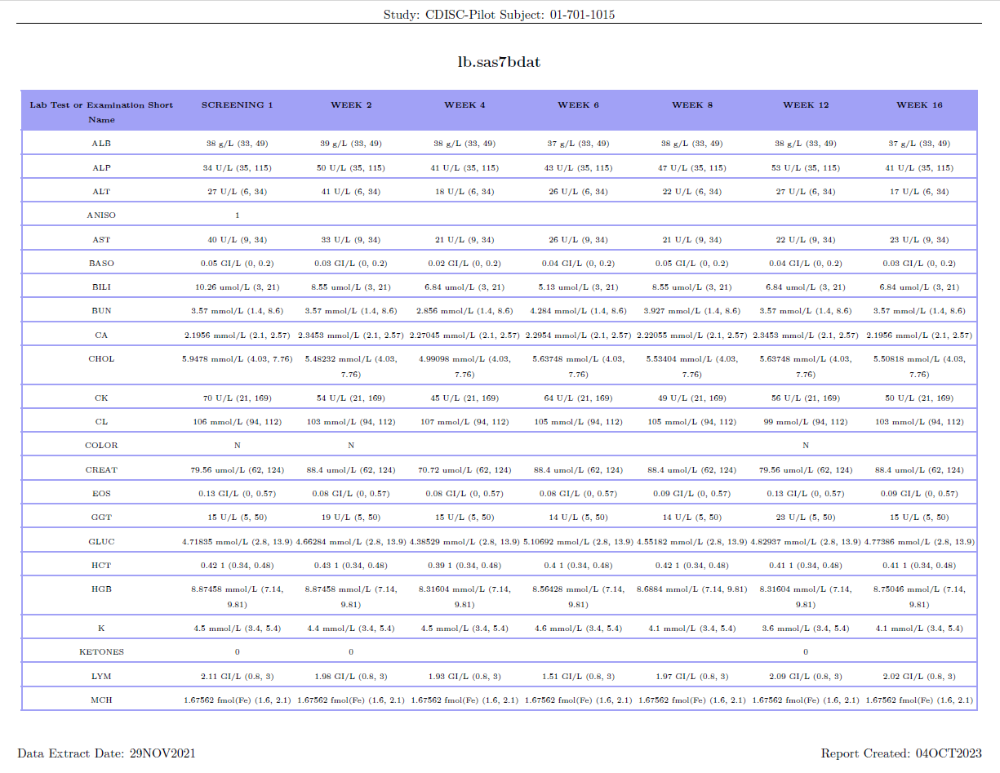 Study: CDISC-Pilot Subject: 01-701-1015
lb.sas7bdat
Lab Test or Examination Short SCREENING 1 WEEK 2 WEEK 4 WEEK 6 WEEK 8 WEEK 12 WEEK 16
Name
ALB 38 g/L (33, 49) 39 g/L (33, 49) 38 g/L (33, 49) 37 g/L (33, 49) 38 g/L (33, 49) 38 g/L (33, 49) 37 g/L (33, 49)
ALP 34 U/L (35, 115) 50 U/L (35, 115) 41 U/L (35, 115) 43 U/L (35, 115) 47 U/L (35, 115) 53 U/L (35, 115) 41 U/L (35, 115)
ALT 27 U/L (6, 34) 41 U/L (6, 34) 18 U/L (6, 34) 26 U/L (6, 34) 22 U/L (6, 34) 27 U/L (6, 34) 17 U/L (6, 34)
ANISO 1
AST 40 U/L (9, 34) 33 U/L (9, 34) 21 U/L (9, 34) 26 U/L (9, 34) 21 U/L (9, 34) 22 U/L (9, 34) 23 U/L (9, 34)
BASO 0.05 GI/L (0, 0.2) 0.03 GI/L (0, 0.2) 0.02 GI/L (0, 0.2) 0.04 GI/L (0, 0.2) 0.05 GI/L (0, 0.2) 0.04 GI/L (0, 0.2) 0.03 GI/L (0, 0.2)
BILI 10.26 umol/L (3, 21) 8.55 umol/L (3, 21) 6.84 umol/L (3, 21) 5.13 umol/L (3, 21) 8.55 umol/L (3, 21) 6.84 umol/L (3, 21) 6.84 umol/L (3, 21)
BUN 3.57 mmol/L (1.4, 8.6) 3.57 mmol/L (1.4, 8.6) 2.856 mmol/L (1.4, 8.6) 4.284 mmol/L (1.4, 8.6) 3.927 mmol/L (1.4, 8.6) 3.57 mmol/L (1.4, 8.6) 3.57 mmol/L (1.4, 8.6)
CA 2.1956 mmol/L (2.1, 2.57) 2.3453 mmol/L (2.1, 2.57) 2.27045 mmol/L (2.1, 2.57) 2.2954 mmol/L (2.1, 2.57) 2.22055 mmol/L (2.1, 2.57) 2.3453 mmol/L (2.1, 2.57) 2.1956 mmol/L (2.1, 2.57)
CHOL 5.9478 mmol/L (4.03, 7.76) 5.48232 mmol/L (4.03, 4.99098 mmol/L (4.03, 5.63748 mmol/L (4.03, 5.53404 mmol/L (4.03, 5.63748 mmol/L (4.03, 5.50818 mmol/L (4.03,
7.76) 7.76) 7.76) 7.76) 7.76) 7.76)
CK 70 U/L (21, 169) 54 U/L (21, 169) 45 U/L (21, 169) 64 U/L (21, 169) 49 U/L (21, 169) 56 U/L (21, 169) 50 U/L (21, 169)
CL 106 mmol/L (94, 112) 103 mmol/L (94, 112) 107 mmol/L (94, 112) 105 mmol/L (94, 112) 105 mmol/L (94, 112) 99 mmol/L (94, 112) 103 mmol/L (94, 112)
COLOR N N N
CREAT 79.56 umol/L (62, 124) 88.4 umol/L (62, 124) 70.72 umol/L (62, 124) 88.4 umol/L (62, 124) 88.4 umol/L (62, 124) 79.56 umol/L (62, 124) 88.4 umol/L (62, 124)
EOS 0.13 GI/L (0, 0.57) 0.08 GI/L (0, 0.57) 0.08 GI/L (0, 0.57) 0.08 GI/L (0, 0.57) 0.09 GI/L (0, 0.57) 0.13 GI/L (0, 0.57) 0.09 GI/L (0, 0.57)
GGT 15 U/L (5, 50) 19 U/L (5, 50) 15 U/L (5, 50) 14 U/L (5, 50) 14 U/L (5, 50) 23 U/L (5, 50) 15 U/L (5, 50)
GLUC 4.71835 mmol/L (2.8, 13.9) 4.66284 mmol/L (2.8, 13.9) 4.38529 mmol/L (2.8, 13.9) 5.10692 mmol/L (2.8, 13.9) 4.55182 mmol/L (2.8, 13.9) 4.82937 mmol/L (2.8, 13.9) 4.77386 mmol/L (2.8, 13.9)
HCT 0.42 1 (0.34, 0.48) 0.43 1 (0.34, 0.48) 0.39 1 (0.34, 0.48) 0.4 1 (0.34, 0.48) 0.42 1 (0.34, 0.48) 0.41 1 (0.34, 0.48) 0.41 1 (0.34, 0.48)
HGB 8.87458 mmol/L (7.14, 8.87458 mmol/L (7.14, 8.31604 mmol/L (7.14, 8.56428 mmol/L (7.14, 8.6884 mmol/L (7.14, 9.81) 8.31604 mmol/L (7.14, 8.75046 mmol/L (7.14,
9.81) 9.81) 9.81) 9.81) 9.81) 9.81)
K 4.5 mmol/L (3.4, 5.4) 4.4 mmol/L (3.4, 5.4) 4.5 mmol/L (3.4, 5.4) 4.6 mmol/L (3.4, 5.4) 4.1 mmol/L (3.4, 5.4) 3.6 mmol/L (3.4, 5.4) 4.1 mmol/L (3.4, 5.4)
KETONES 0 0 0
LYM 2.11 GI/L (0.8, 3) 1.98 GI/L (0.8, 3) 1.93 GI/L (0.8, 3) 1.51 GI/L (0.8, 3) 1.97 GI/L (0.8, 3) 2.09 GI/L (0.8, 3) 2.02 GI/L (0.8, 3)
MCH 1.67562 fmol(Fe) (1.6, 2.1) 1.67562 fmol(Fe) (1.6, 2.1) 1.67562 fmol(Fe) (1.6, 2.1) 1.67562 fmol(Fe) (1.6, 2.1) 1.67562 fmol(Fe) (1.6, 2.1) 1.67562 fmol(Fe) (1.6, 2.1) 1.67562 fmol(Fe) (1.6, 2.1)
Data Extract Date: 29NOV2021 Report Created: 04OCT2023